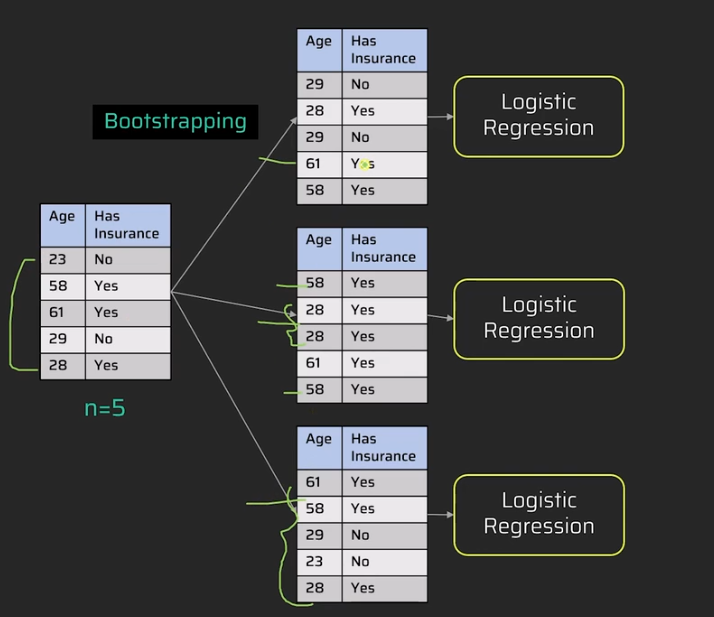 Bootstrapping
Age Has Insurance
23 No
58 Yes
61 Yes
29 No
28 Yes
n=5
Age Has Insurance
29 No
28 Yes
29 No
61 Yes
58 Yes
Logistic
Regression
Age Has Insurance
58 Yes
28 Yes
28 Yes
61 Yes
58 Yes
Logistic
Regression
Age Has Insurance
61 Yes
58 Yes
29 No
23 No
28 Yes
Logistic
Regression